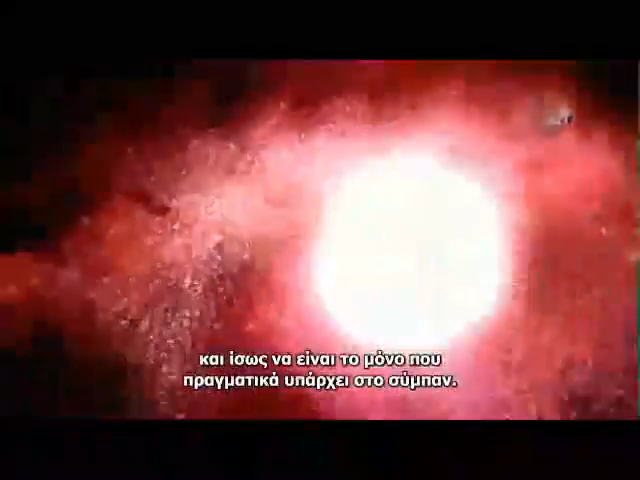 και ίσως να είναι το μόνο που
πραγματικά υπάρχει στο σύμπαν.